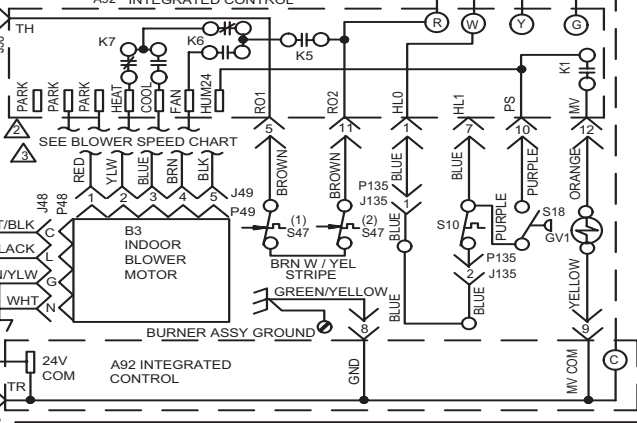 A92 INTEGRATED CONTROL
TH
R W Y G
K7
K6
K5
K1
PARK PARK PARK HEAT COOL FAN HUM24
RO1 RO2 HL0 HL1 PS MV
2
3
5 11 1 7 10 12
SEE BLOWER SPEED CHART
RED YLW BLUE BRN BLK
BROWN BROWN BLUE BLUE PURPLE ORANGE
J48 P48
1 2 3 4 5 J49
P49
P135
J135 1
T/BLK C
LACK L
N/YLW G
WHT N
B3
INDOOR
BLOWER
MOTOR
(1)
S47
(2)
S47
BLUE
S10
PURPLE
S18
GV1
BRN W / YEL
STRIPE
P135
2 J135
GREEN/YELLOW
BLUE BLUE YELLOW
BURNER ASSY GROUND
8 9
24V
COM
A92 INTEGRATED
CONTROL
GND
MV COM
C
TR